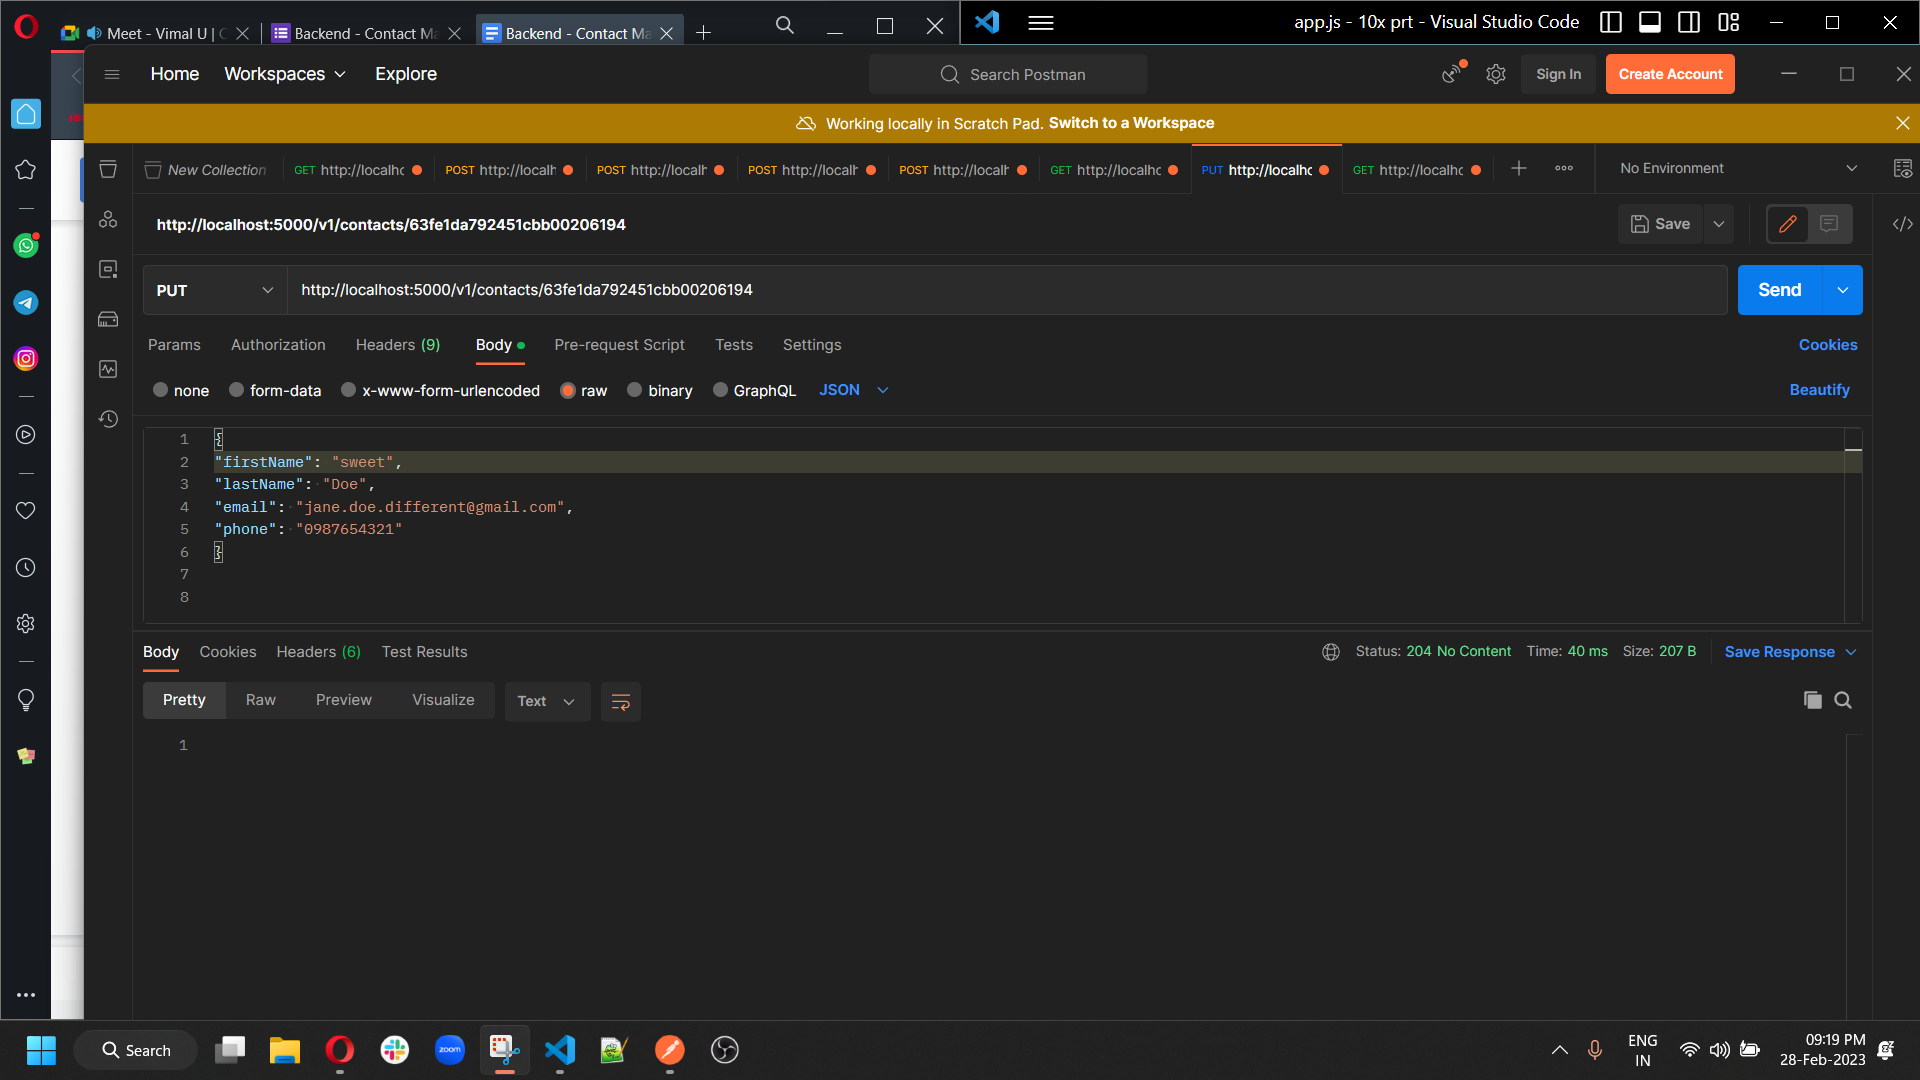 Meet - Vimal U |
Backend - Contact Ma
Backend - Contact Ma
app.js - 10x prt - Visual Studio Code
Home
Workspaces
Explore
Search Postman
Sign In
Create Account
Working locally in Scratch Pad. Switch to a Workspace
New Collection
GET http://localhc
POST http://localh
POST http://localh
POST http://localh
POST http://localh
GET http://localhc
PUT http://localhc
GET http://localhc
No Environment
http://localhost:5000/v1/contacts/63fe1da792451cbb00206194
Save
PUT
http://localhost:5000/v1/contacts/63fe1da792451cbb00206194
Send
Params Authorization Headers (9) Body Pre-request Script Tests Settings
Cookies
none form-data x-www-form-urlencoded raw binary GraphQL JSON
Beautify
1 {
2 "firstName": "sweet",
3 "lastName": "Doe",
4 "email": "jane.doe.different@gmail.com",
5 "phone": "0987654321"
6 }
7
8
Body Cookies Headers (6) Test Results
Status: 204 No Content Time: 40 ms Size: 207 B
Save Response
Pretty Raw Preview Visualize
Text
1
Search
zoom
ENG
IN
09:19 PM
28-Feb-2023